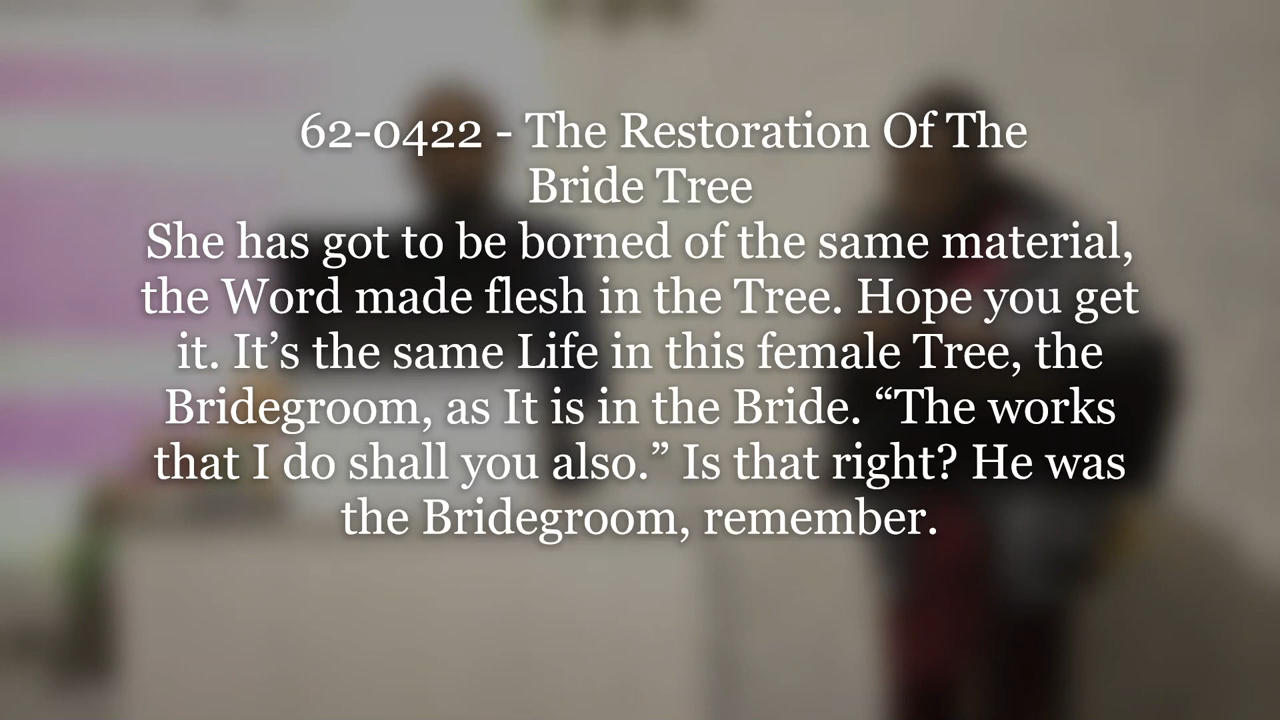 62-0422 - The Restoration Of The
Bride Tree
She has got to be borned of the same material,
the Word made flesh in the Tree. Hope you get
it. It’s the same Life in this female Tree, the
Bridegroom, as It is in the Bride. “The works
that I do shall you also.” Is that right? He was
the Bridegroom, remember.